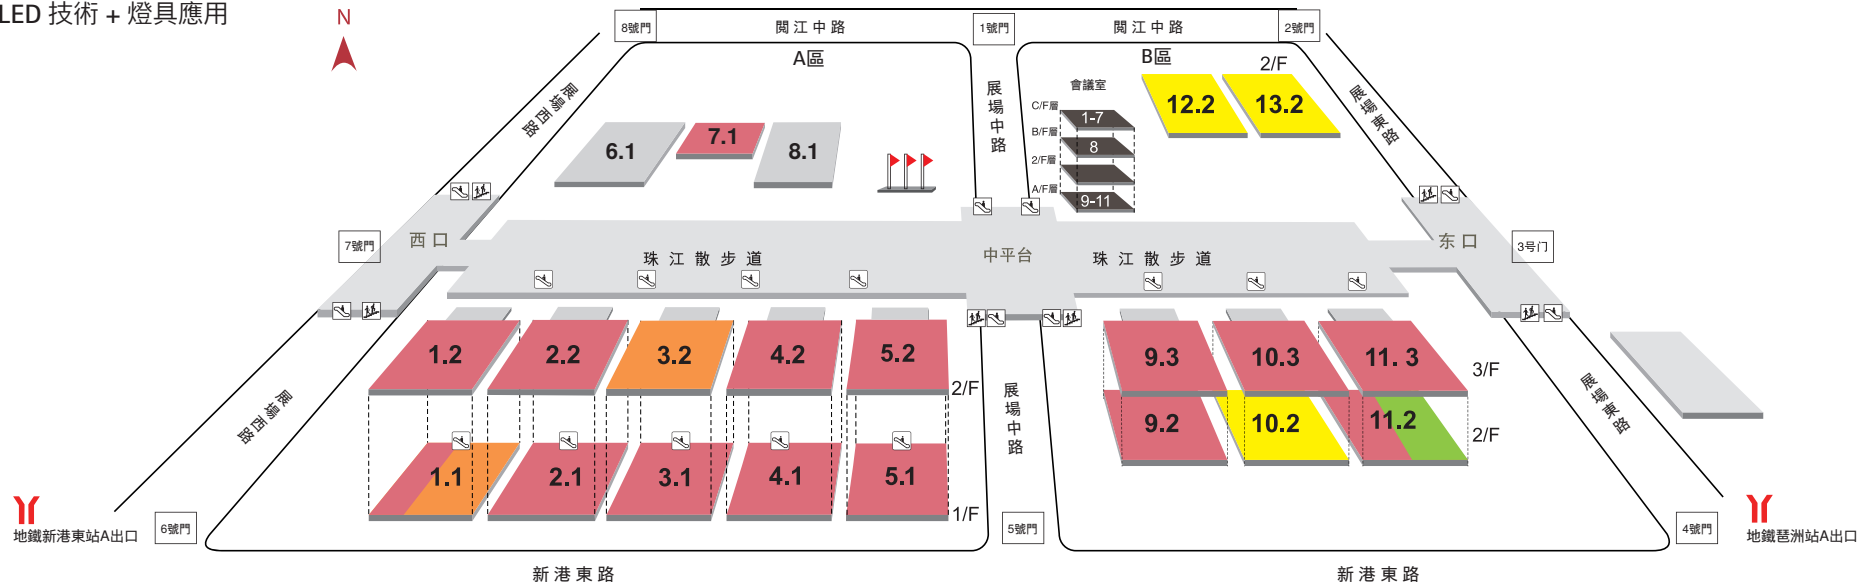 LED 技術 + 燈具應用
N
8號門
閱江中路
1號門
閱江中路
2號門
A區
B區
2/F
展場西路
展場中路
會議室
C/F層
1-7
B/F層
8
2/F層
A/F層
9-11
12.2
13.2
展場東路
6.1
7.1
8.1
7號門
西口
珠江散步道
中平台
珠江散步道
东口
3号门
1.2
2.2
3.2
4.2
5.2
2/F
9.3
10.3
11. 3
3/F
9.2
10.2
11.2
2/F
展場西路
展場中路
展場東路
1.1
2.1
3.1
4.1
5.1
1/F
地鐵新港東站A出口
6號門
5號門
4號門
地鐵琶洲站A出口
新港東路
新港東路